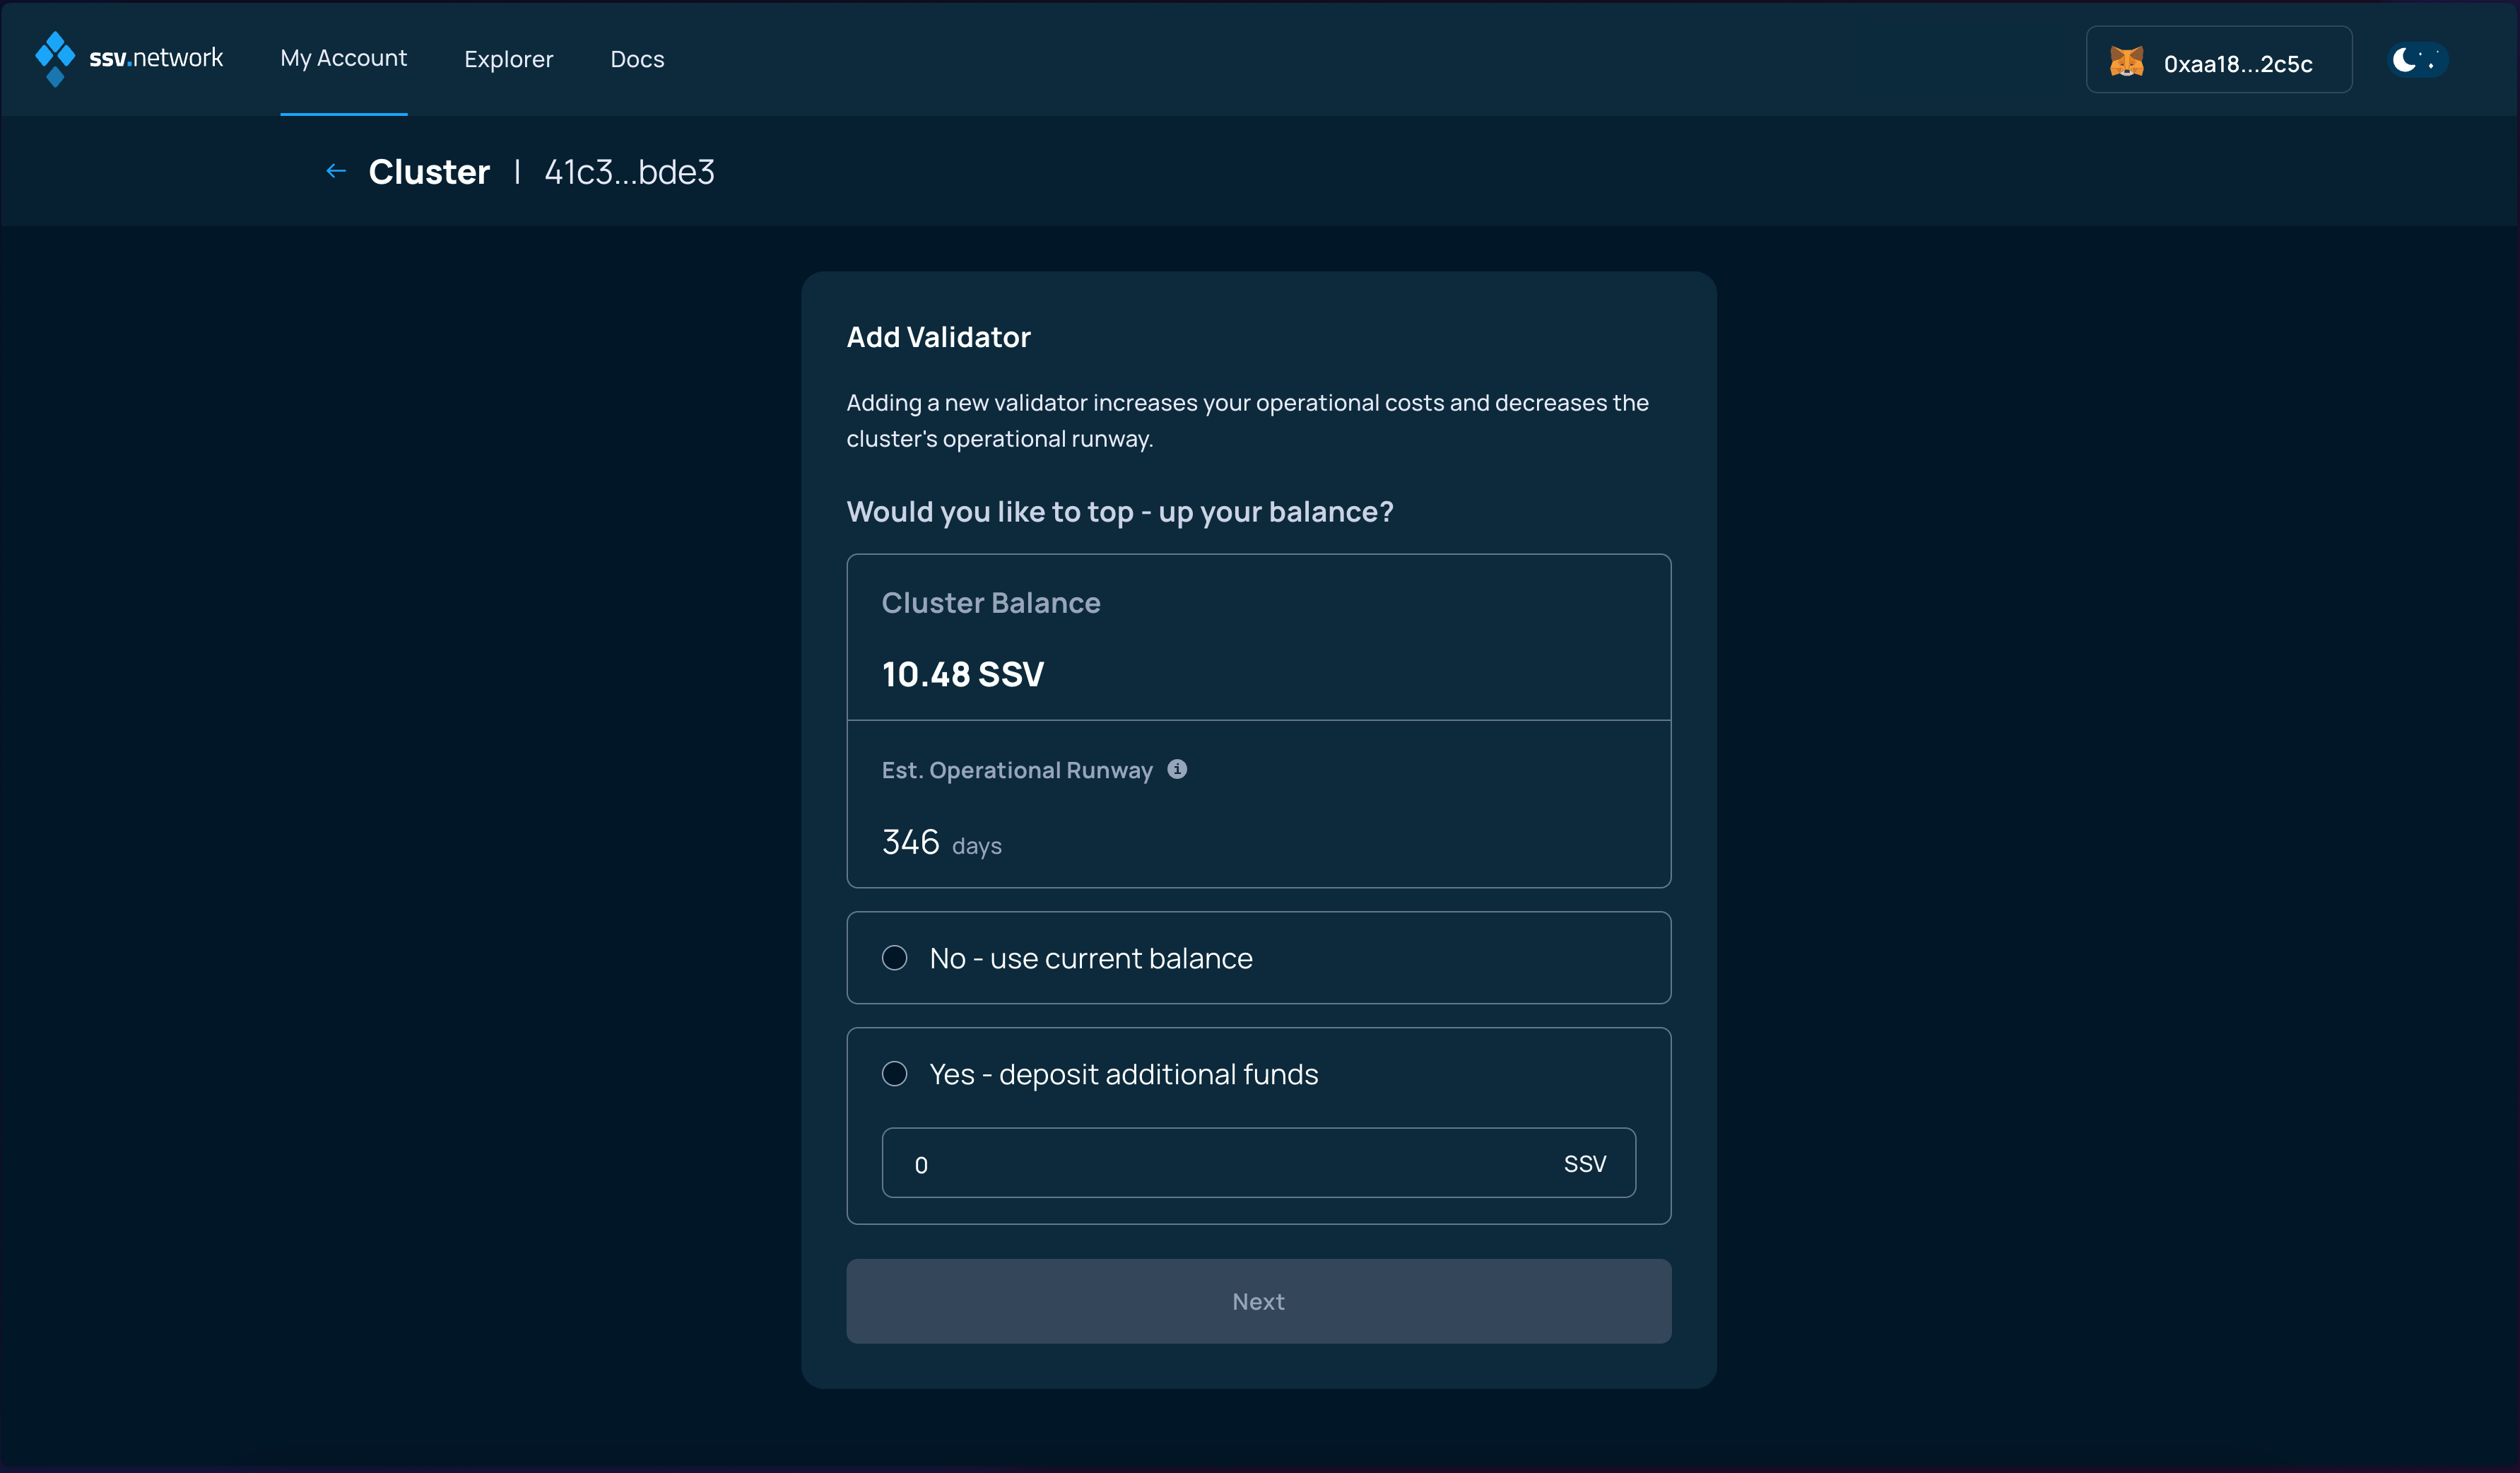 ssv.network
My Account
Explorer
Docs
0xaa18...2c5c
Cluster | 41c3...bde3
Add Validator
Adding a new validator increases your operational costs and decreases the
cluster's operational runway.
Would you like to top - up your balance?
Cluster Balance
10.48 SSV
Est. Operational Runway
346 days
No - use current balance
Yes - deposit additional funds
0 SSV
Next